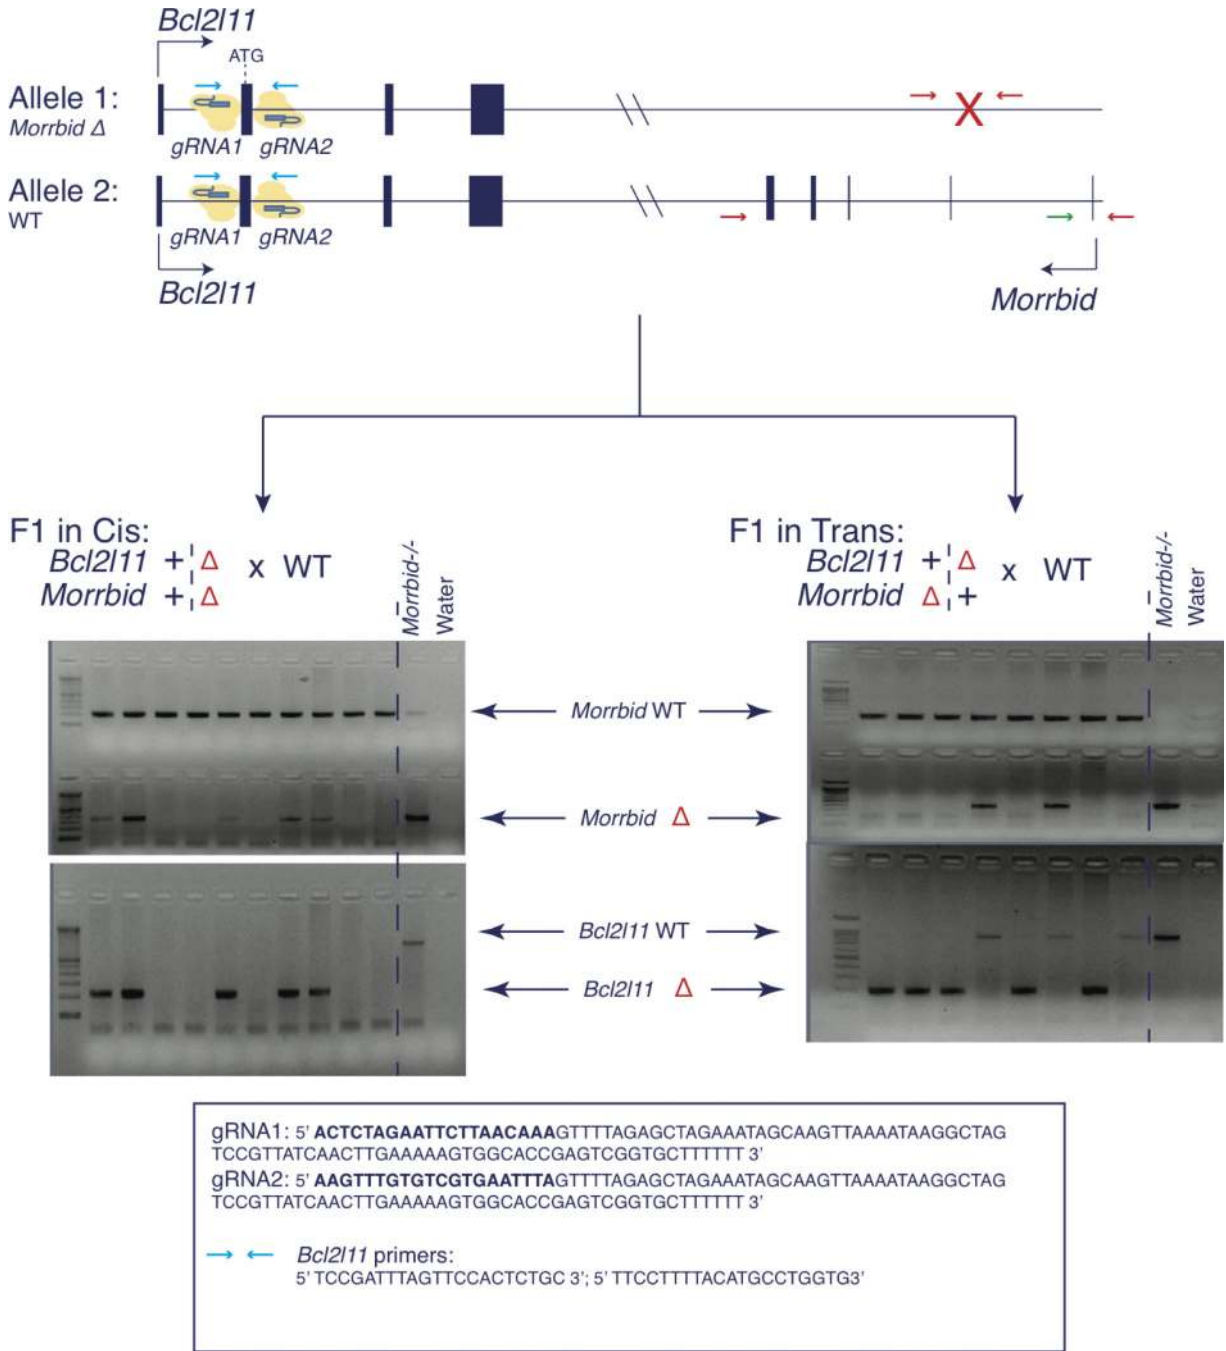 Bcl2l11
ATG
Allele 1:
Morrbid Δ
gRNA1 gRNA2
X
Allele 2:
WT
gRNA1 gRNA2
Bcl2l11
Morrbid
F1 in Cis:
Bcl2l11 + Δ x WT
Morrbid + Δ
Morrbid-/-
Water
F1 in Trans:
Bcl2l11 + Δ x WT
Morrbid Δ +
Morrbid-/-
Water
Morrbid WT
Morrbid Δ
Bcl2l11 WT
Bcl2l11 Δ
gRNA1: 5' ACTCTAGAATTCTTAACAAAGTTTTAGAGCTAGAAATAGCAAGTTAAAATAAGGCTAG
TCCGTTATCAACTTGAAAAAGTGGCACCGAGTCGGTGCTTTTTT 3'
gRNA2: 5' AAGTTTGTGTCGTGAATTTAGTTTTAGAGCTAGAAATAGCAAGTTAAAATAAGGCTAG
TCCGTTATCAACTTGAAAAAGTGGCACCGAGTCGGTGCTTTTTT 3'
Bcl2l11 primers:
5' TCCGATTTAGTTCCACTCTGC 3'; 5' TTCCTTTTACATGCCTGGTG3'